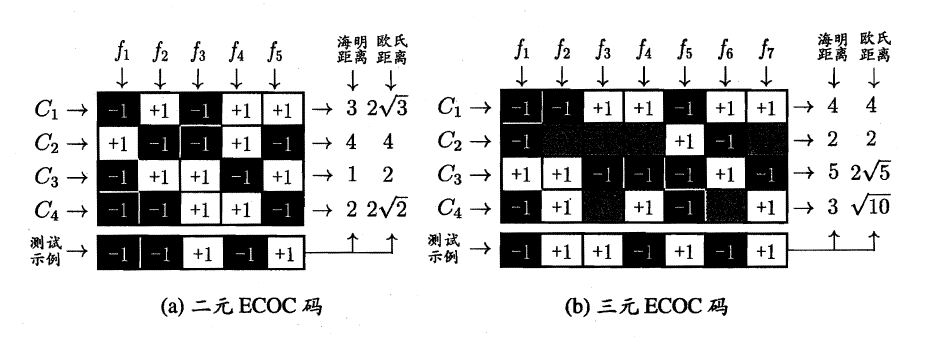 海明 欧氏
距离 距离
f₁ f₂ f₃ f₄ f₅
C₁ → -1 +1 -1 +1 +1 → 3 2√3
C₂ → +1 -1 -1 +1 -1 → 4 4
C₃ → -1 +1 +1 -1 +1 → 1 2
C₄ → -1 -1 +1 +1 -1 → 2 2√2
测试
示例 -1 -1 +1 -1 +1
(a) 二元 ECOC 码
海明 欧氏
距离 距离
f₁ f₂ f₃ f₄ f₅ f₆ f₇
C₁ → -1 -1 +1 +1 -1 +1 +1 → 4 4
C₂ → -1 +1 -1 → 2 2
C₃ → +1 +1 -1 -1 -1 +1 -1 → 5 2√5
C₄ → -1 +1 +1 -1 +1 → 3 √10
测试
示例 -1 +1 +1 -1 +1 -1 +1
(b) 三元 ECOC 码